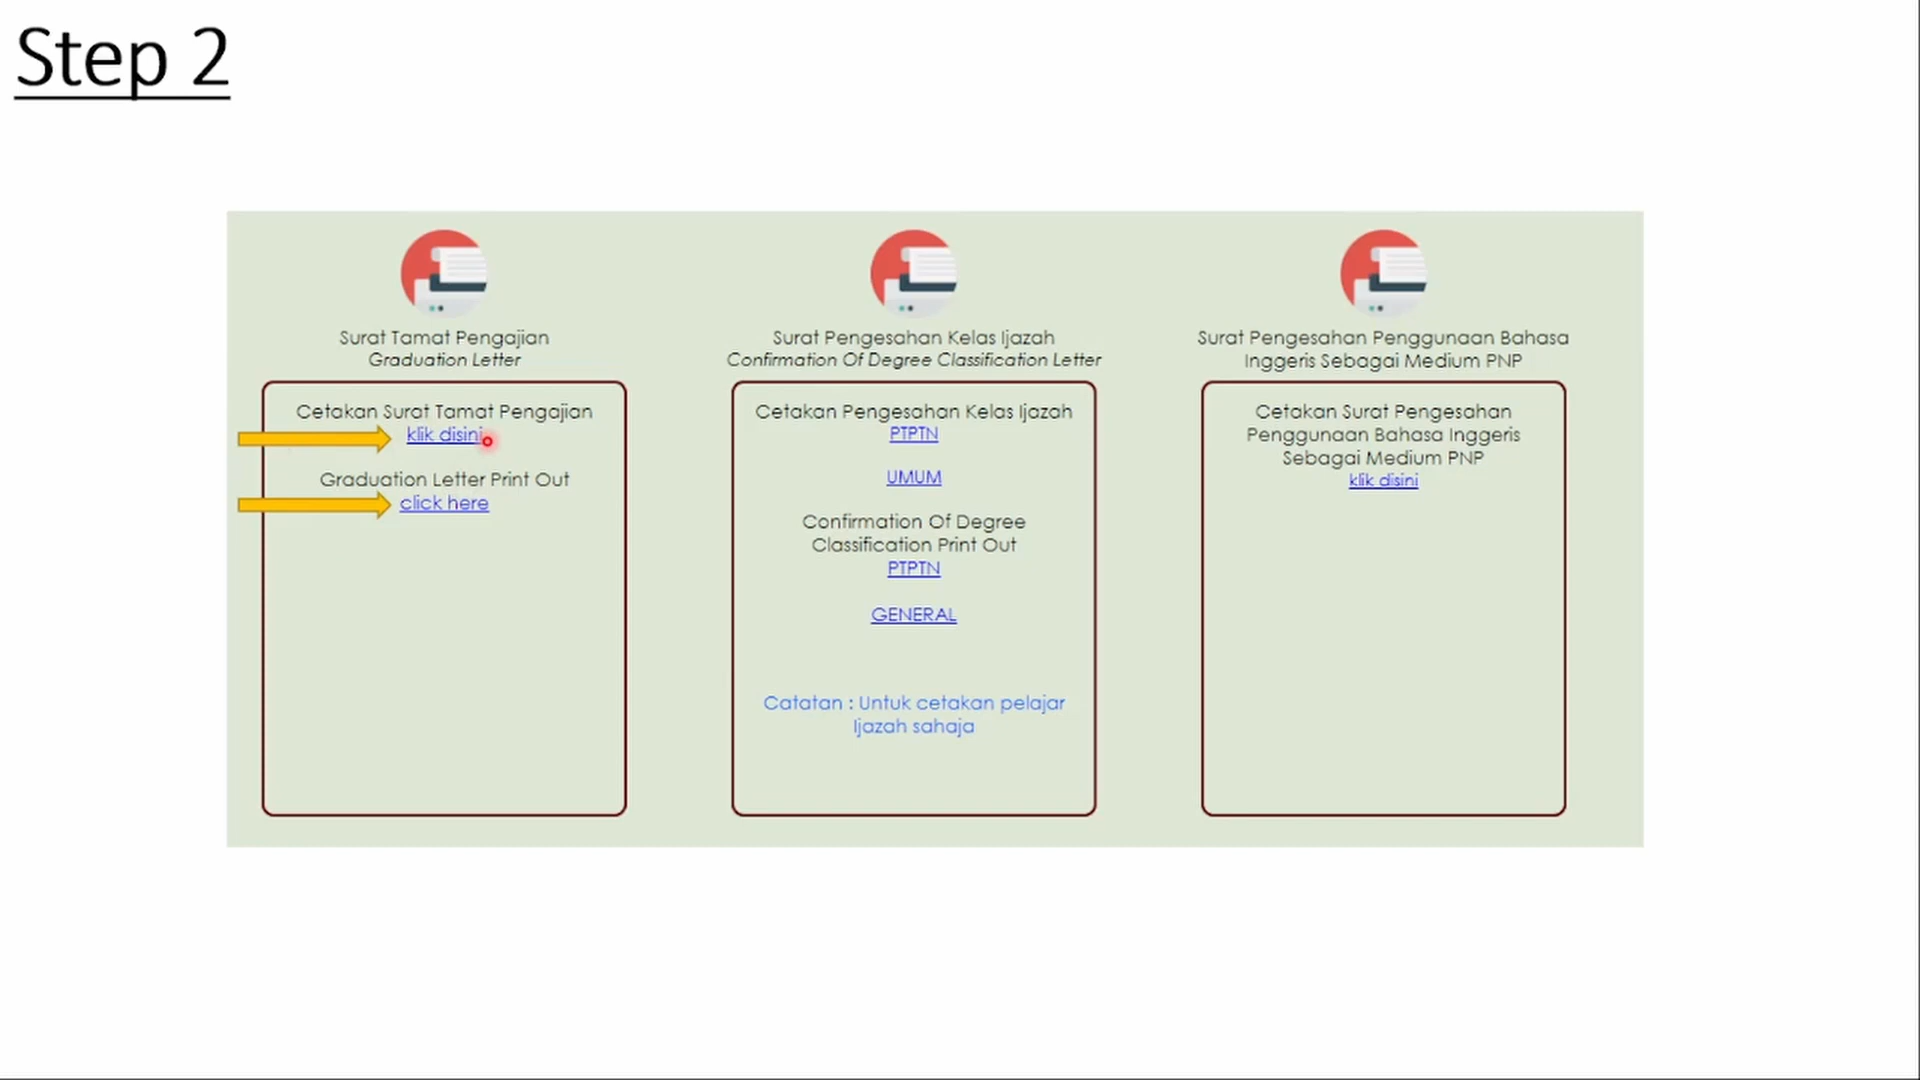 Step 2
Surat Tamat Pengajian
Graduation Letter
Cetakan Surat Tamat Pengajian
klik disini
Graduation Letter Print Out
click here
Surat Pengesahan Kelas Ijazah
Confirmation Of Degree Classification Letter
Cetakan Pengesahan Kelas Ijazah
PTPTN
UMUM
Confirmation Of Degree
Classification Print Out
PTPTN
GENERAL
Catatan : Untuk cetakan pelajar
Ijazah sahaja
Surat Pengesahan Penggunaan Bahasa
Inggeris Sebagai Medium PNP
Cetakan Surat Pengesahan
Penggunaan Bahasa Inggeris
Sebagai Medium PNP
klik disini